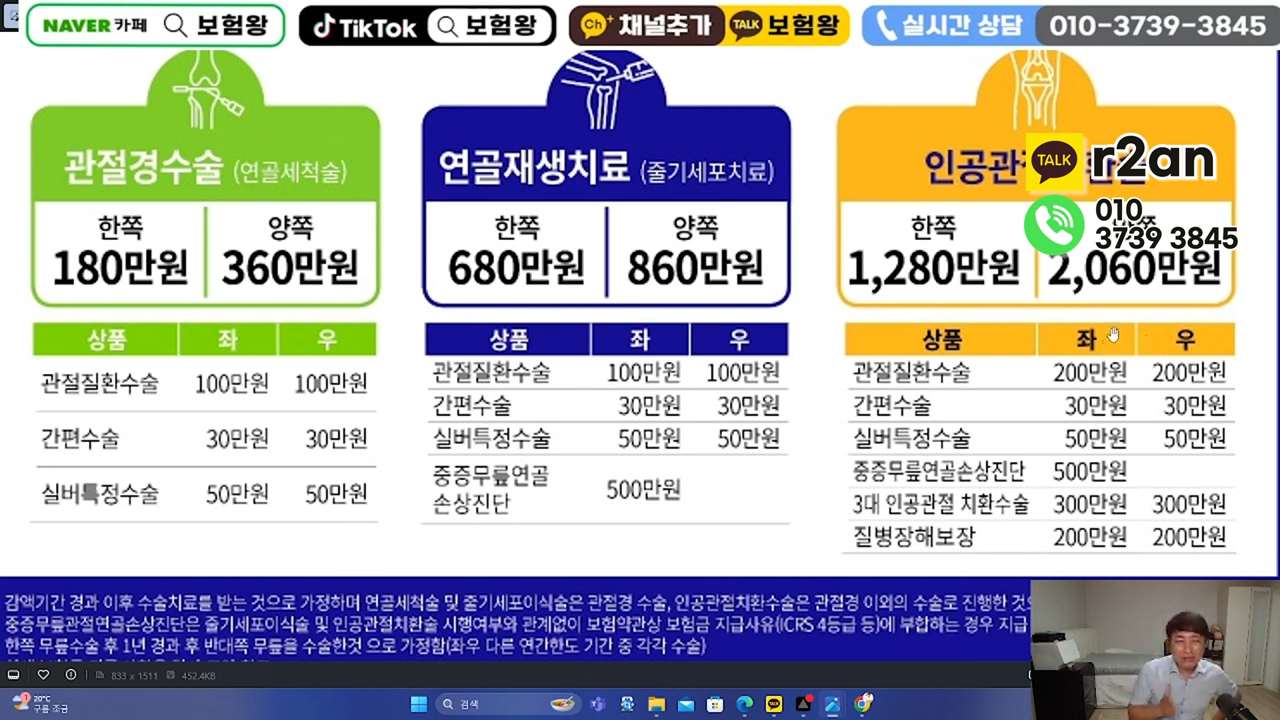 NAVER 카페 보험왕
TikTok 보험왕
Ch+ 채널추가 TALK 보험왕
실시간 상담 010-3739-3845
관절경수술 (연골세척술)
한쪽 양쪽
180만원 360만원
상품 좌 우
관절질환수술 100만원 100만원
간편수술 30만원 30만원
실버특정수술 50만원 50만원
연골재생치료 (줄기세포치료)
한쪽 양쪽
680만원 860만원
상품 좌 우
관절질환수술 100만원 100만원
간편수술 30만원 30만원
실버특정수술 50만원 50만원
중증무릎연골
손상진단 500만원
인공관
TALK r2an
010
3739 3845
한쪽
1,280만원 2,060만원
상품 좌 우
관절질환수술 200만원 200만원
간편수술 30만원 30만원
실버특정수술 50만원 50만원
중증무릎연골손상진단 500만원
3대 인공관절 치환수술 300만원 300만원
질병장해보장 200만원 200만원
감액기간 경과 이후 수술치료를 받는 것으로 가정하며 연골세척술 및 줄기세포이식술은 관절경 수술, 인공관절치환수술은 관절경 이외의 수술로 진행한
중증무릎관절연골손상진단은 줄기세포이식술 및 인공관절치환술 시행여부와 관계없이 보험약관상 보험금 지급사유(ICRS 4등급 등)에 부합하는 경우 지급
한쪽 무릎수술 후 1년 경과 후 반대쪽 무릎을 수술한것 으로 가정함(좌우 다른 연간한도 기간 중 각각 수술)
833 x 1511 452.4KB
20°C
구름 조금
검색